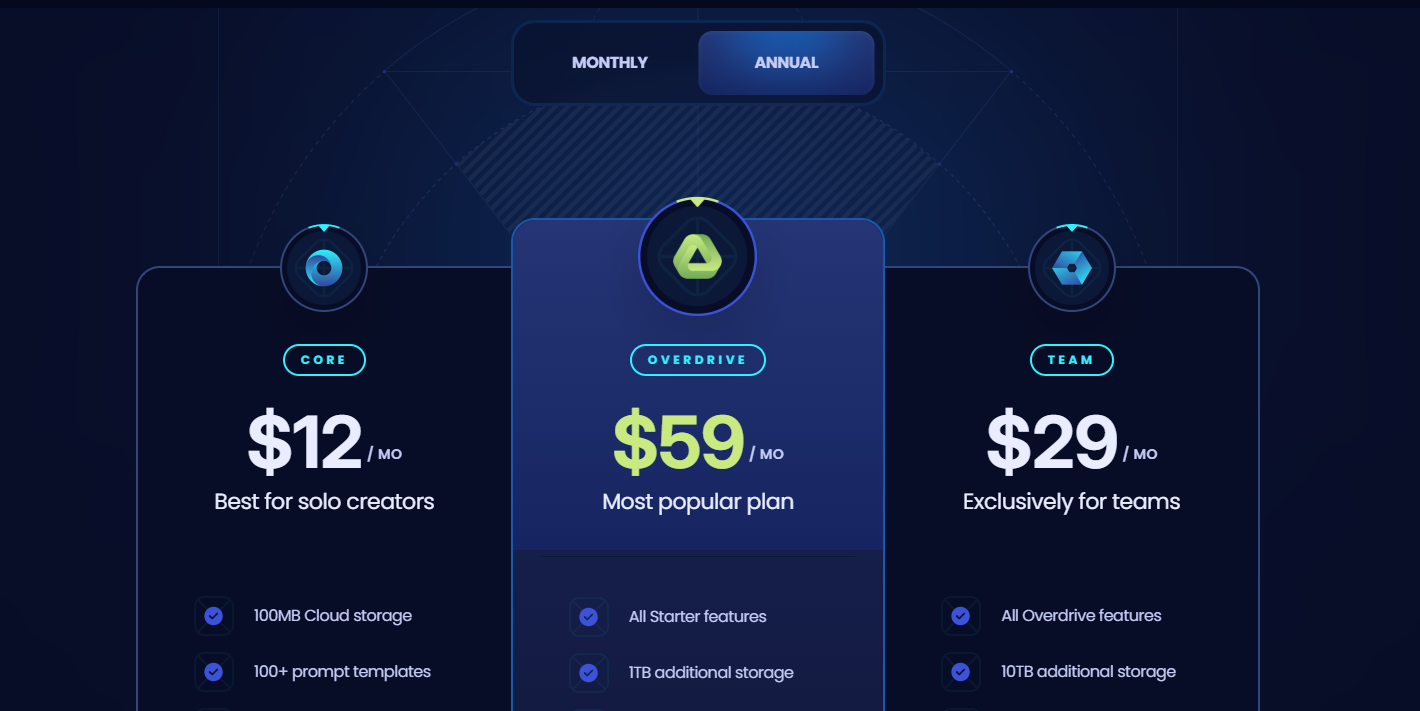 MONTHLY
ANNUAL
CORE
$12 / MO
Best for solo creators
100MB Cloud storage
100+ prompt templates
OVERDRIVE
$59 / MO
Most popular plan
All Starter features
1TB additional storage
TEAM
$29 / MO
Exclusively for teams
All Overdrive features
10TB additional storage